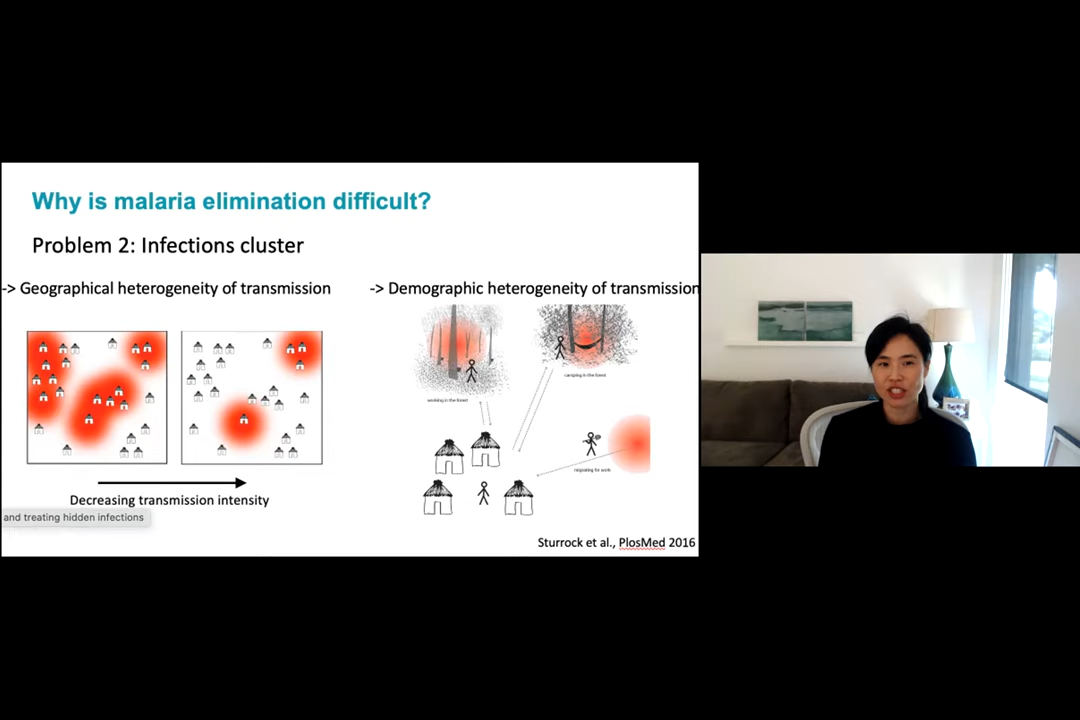 Why is malaria elimination difficult?
Problem 2: Infections cluster
-> Geographical heterogeneity of transmission
-> Demographic heterogeneity of transmission
working in the forest
camping in the forest
migrating for work
Decreasing transmission intensity
and treating hidden infections
Sturrock et al., PlosMed 2016